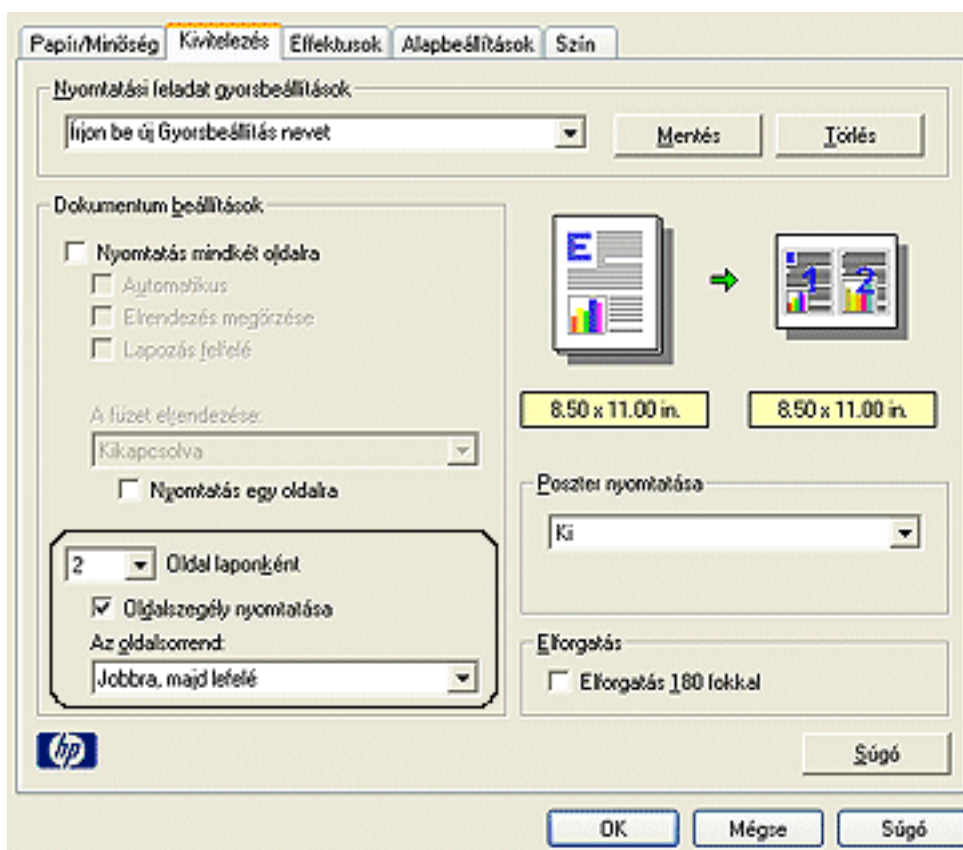 Papír/Minőség Kivitelezés Effektusok Alapbeállítások Szín
Nyomtatási feladat gyorsbeállítások
Írjon be új Gyorsbeállítás nevet
Mentés
Törlés
Dokumentum beállítások
Nyomtatás mindkét oldalra
Automatikus
Elrendezés megőrzése
Lapozás felfelé
A füzet elrendezése:
Kikapcsolva
Nyomtatás egy oldalra
2 Oldal laponként
Oldalszegély nyomtatása
Az oldalsorrend:
Jobbra, majd lefelé
E
E
1 2
8.50 x 11.00 in.
8.50 x 11.00 in.
Poszter nyomtatása
Ki
Elforgatás
Elforgatás 180 fokkal
hp
Súgó
OK
Mégse
Súgó